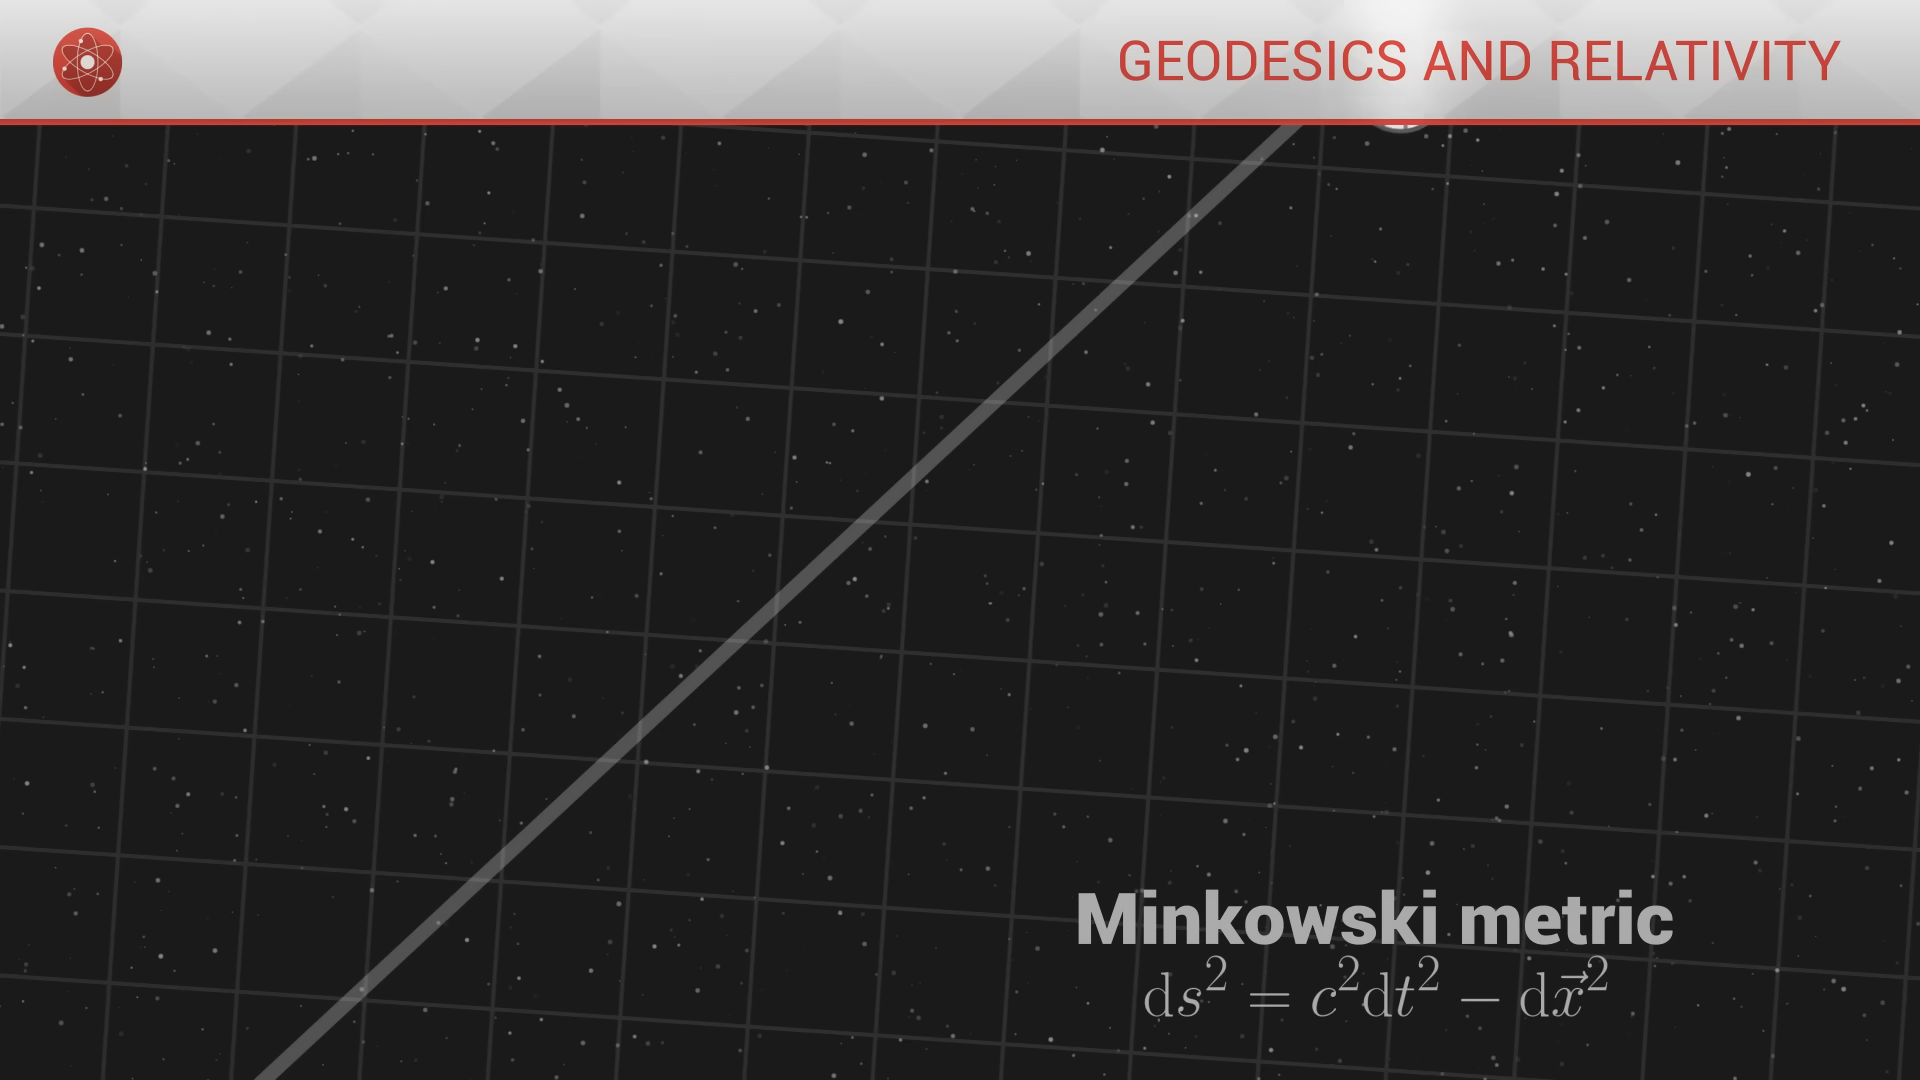 GEODESICS AND RELATIVITY
Minkowski metric
ds² = c²dt² − dx⃗²